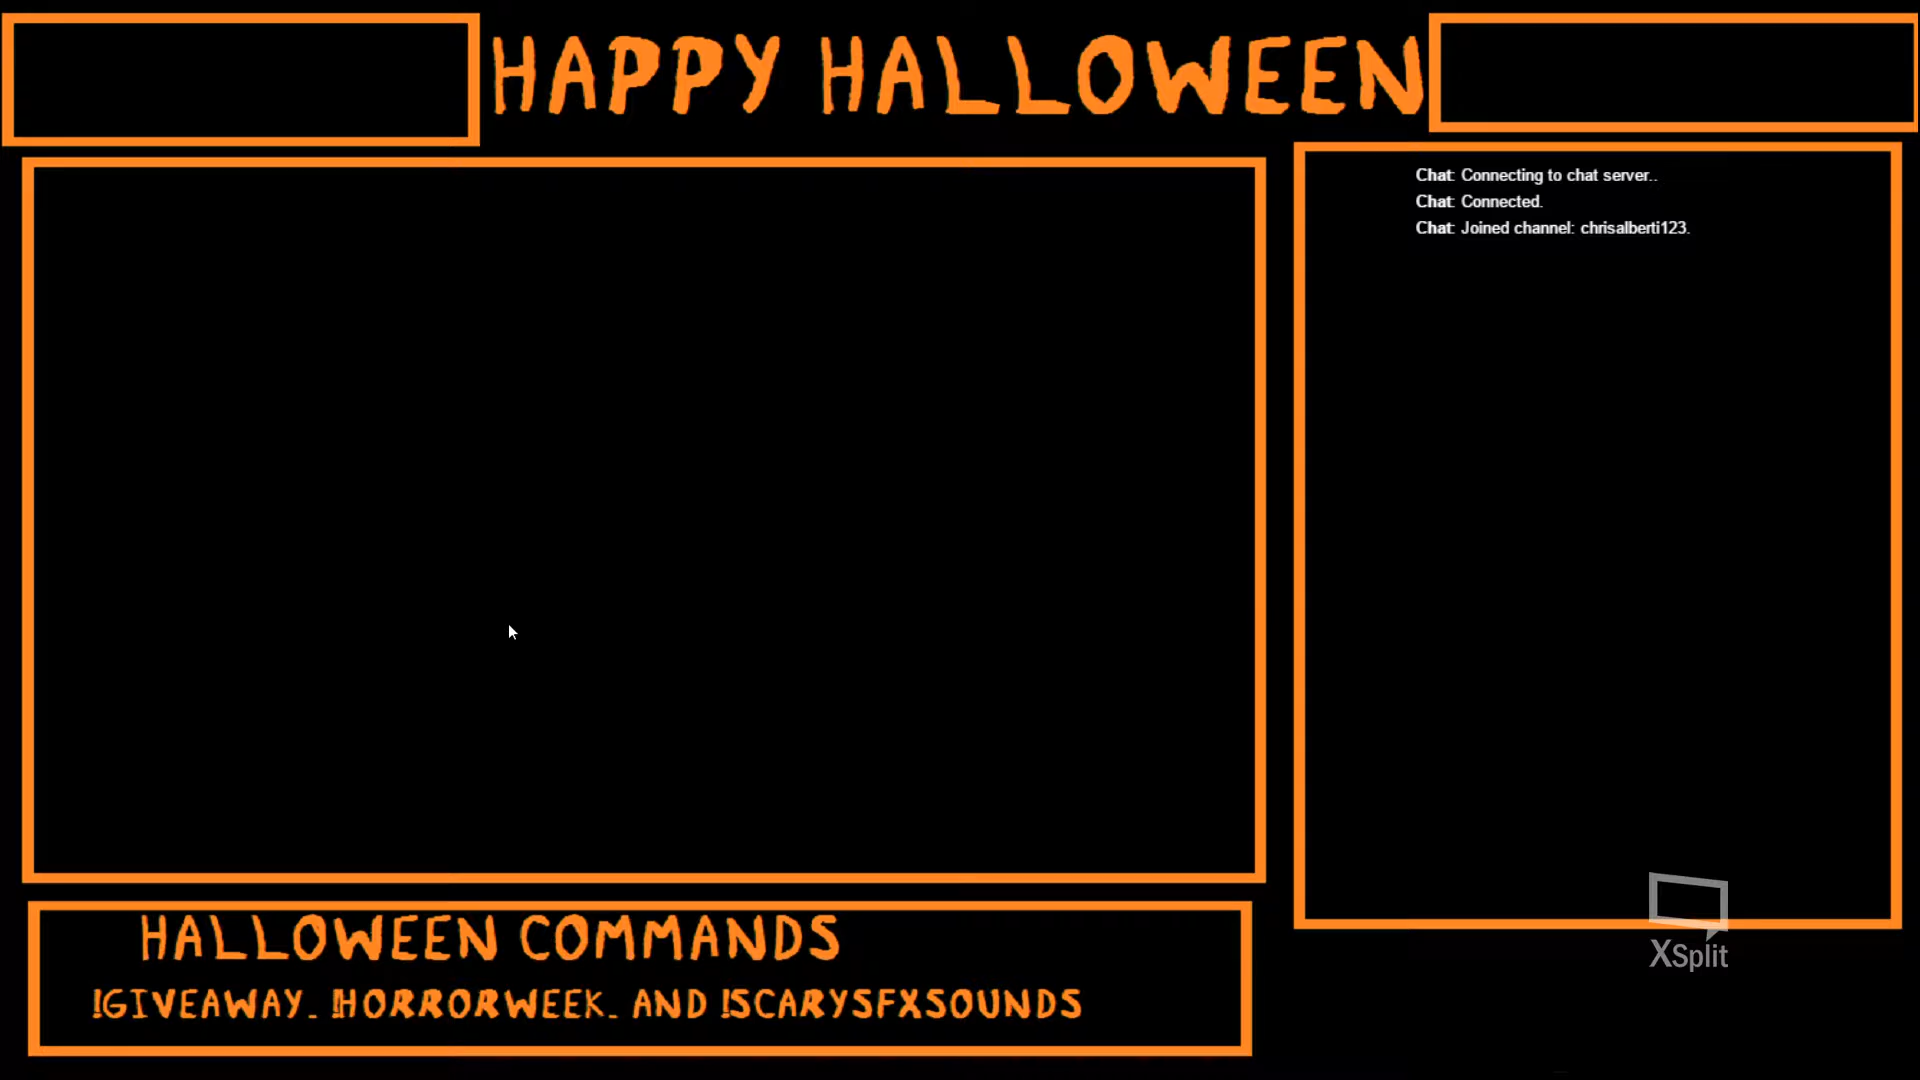 HAPPY HALLOWEEN
Chat: Connecting to chat server..
Chat: Connected.
Chat: Joined channel: chrisalberti123.
HALLOWEEN COMMANDS
!GIVEAWAY. !HORRORWEEK. AND !SCARYSFXSOUNDS
XSplit